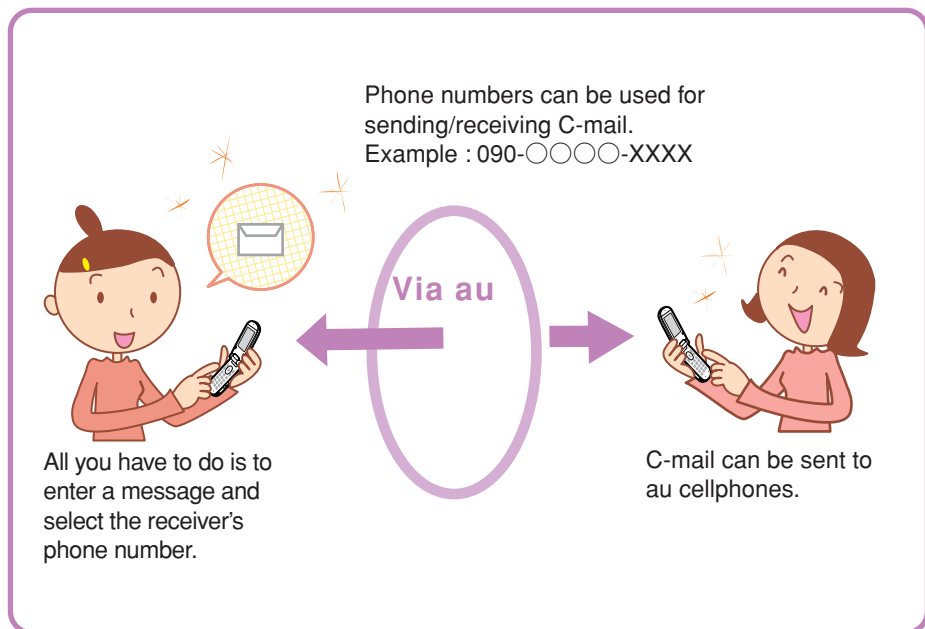 Phone numbers can be used for
sending/receiving C-mail.
Example : 090-○○○○-XXXX
Via au
All you have to do is to
enter a message and
select the receiver's
phone number.
C-mail can be sent to
au cellphones.